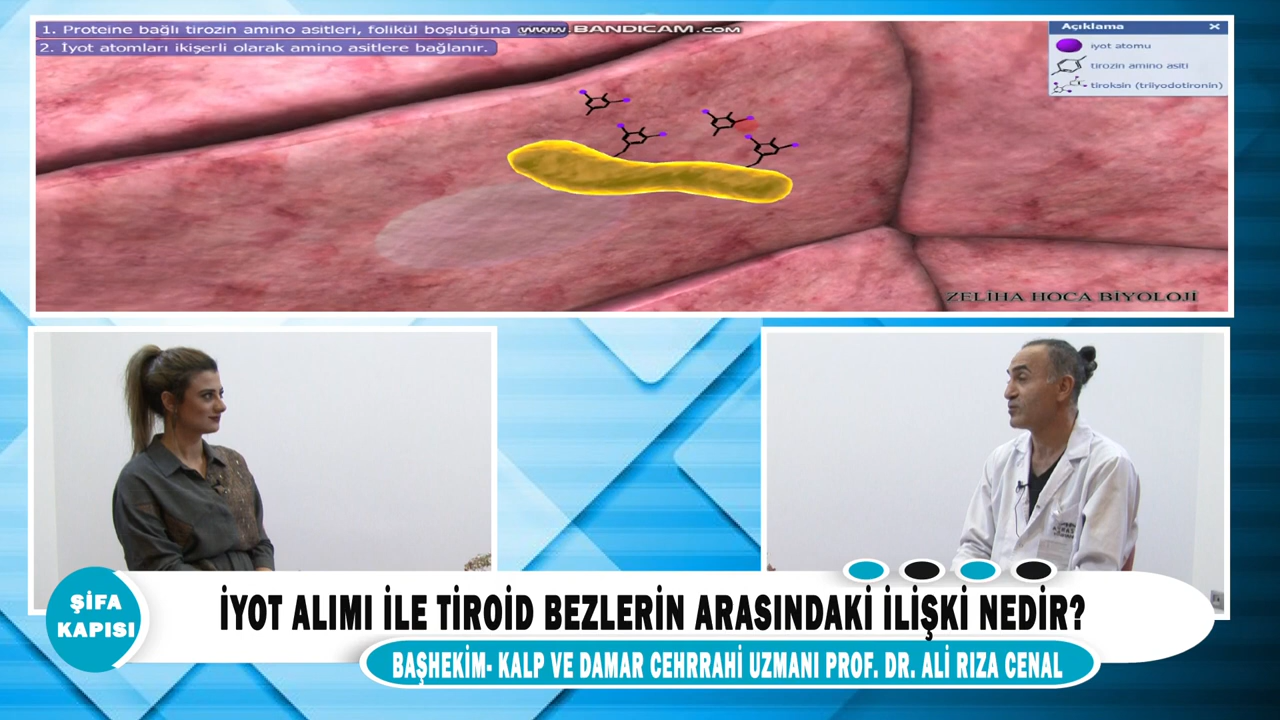 1. Proteine bağlı tirozin amino asitleri, folikül boşluğuna
www.BANDICAM.com
2. İyot atomları ikişerli olarak amino asitlere bağlanır.
Açıklama
iyot atomu
tirozin amino asiti
tiroksin (triiyodotironin)
ZELİHA HOCA BİYOLOJİ
ŞİFA
KAPISI
İYOT ALIMI İLE TİROİD BEZLERİN ARASINDAKİ İLİŞKİ NEDİR?
BAŞHEKİM- KALP VE DAMAR CEHRRAHİ UZMANI PROF. DR. ALİ RIZA CENAL